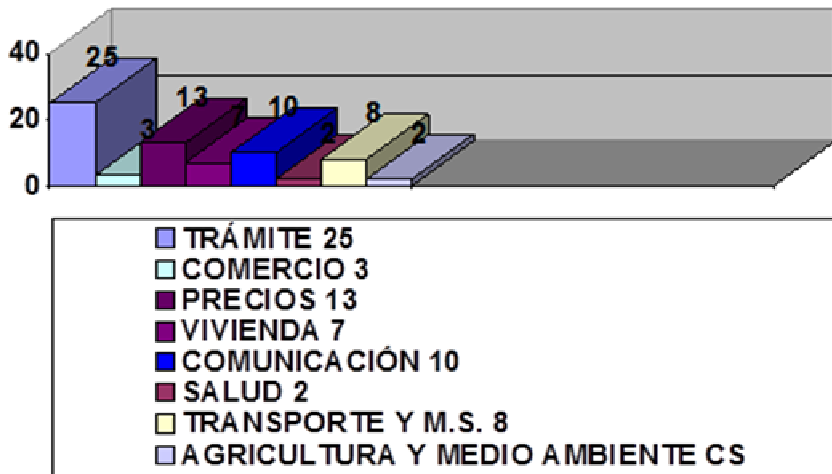 40
20
0
25
3
13
7
10
2
8
2
TRÁMITE 25
COMERCIO 3
PRECIOS 13
VIVIENDA 7
COMUNICACIÓN 10
SALUD 2
TRANSPORTE Y M.S. 8
AGRICULTURA Y MEDIO AMBIENTE CS